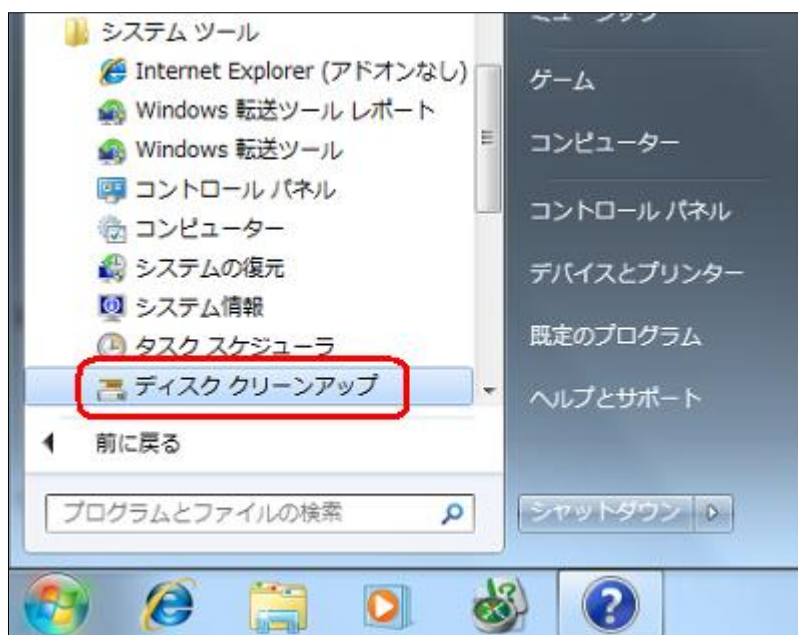 システム ツール
Internet Explorer (アドオンなし)
Windows 転送ツール レポート
Windows 転送ツール
コントロール パネル
コンピューター
システムの復元
システム情報
タスク スケジューラ
ディスク クリーンアップ
前に戻る
プログラムとファイルの検索
ミュージック
ゲーム
コンピューター
コントロール パネル
デバイスとプリンター
既定のプログラム
ヘルプとサポート
シャットダウン